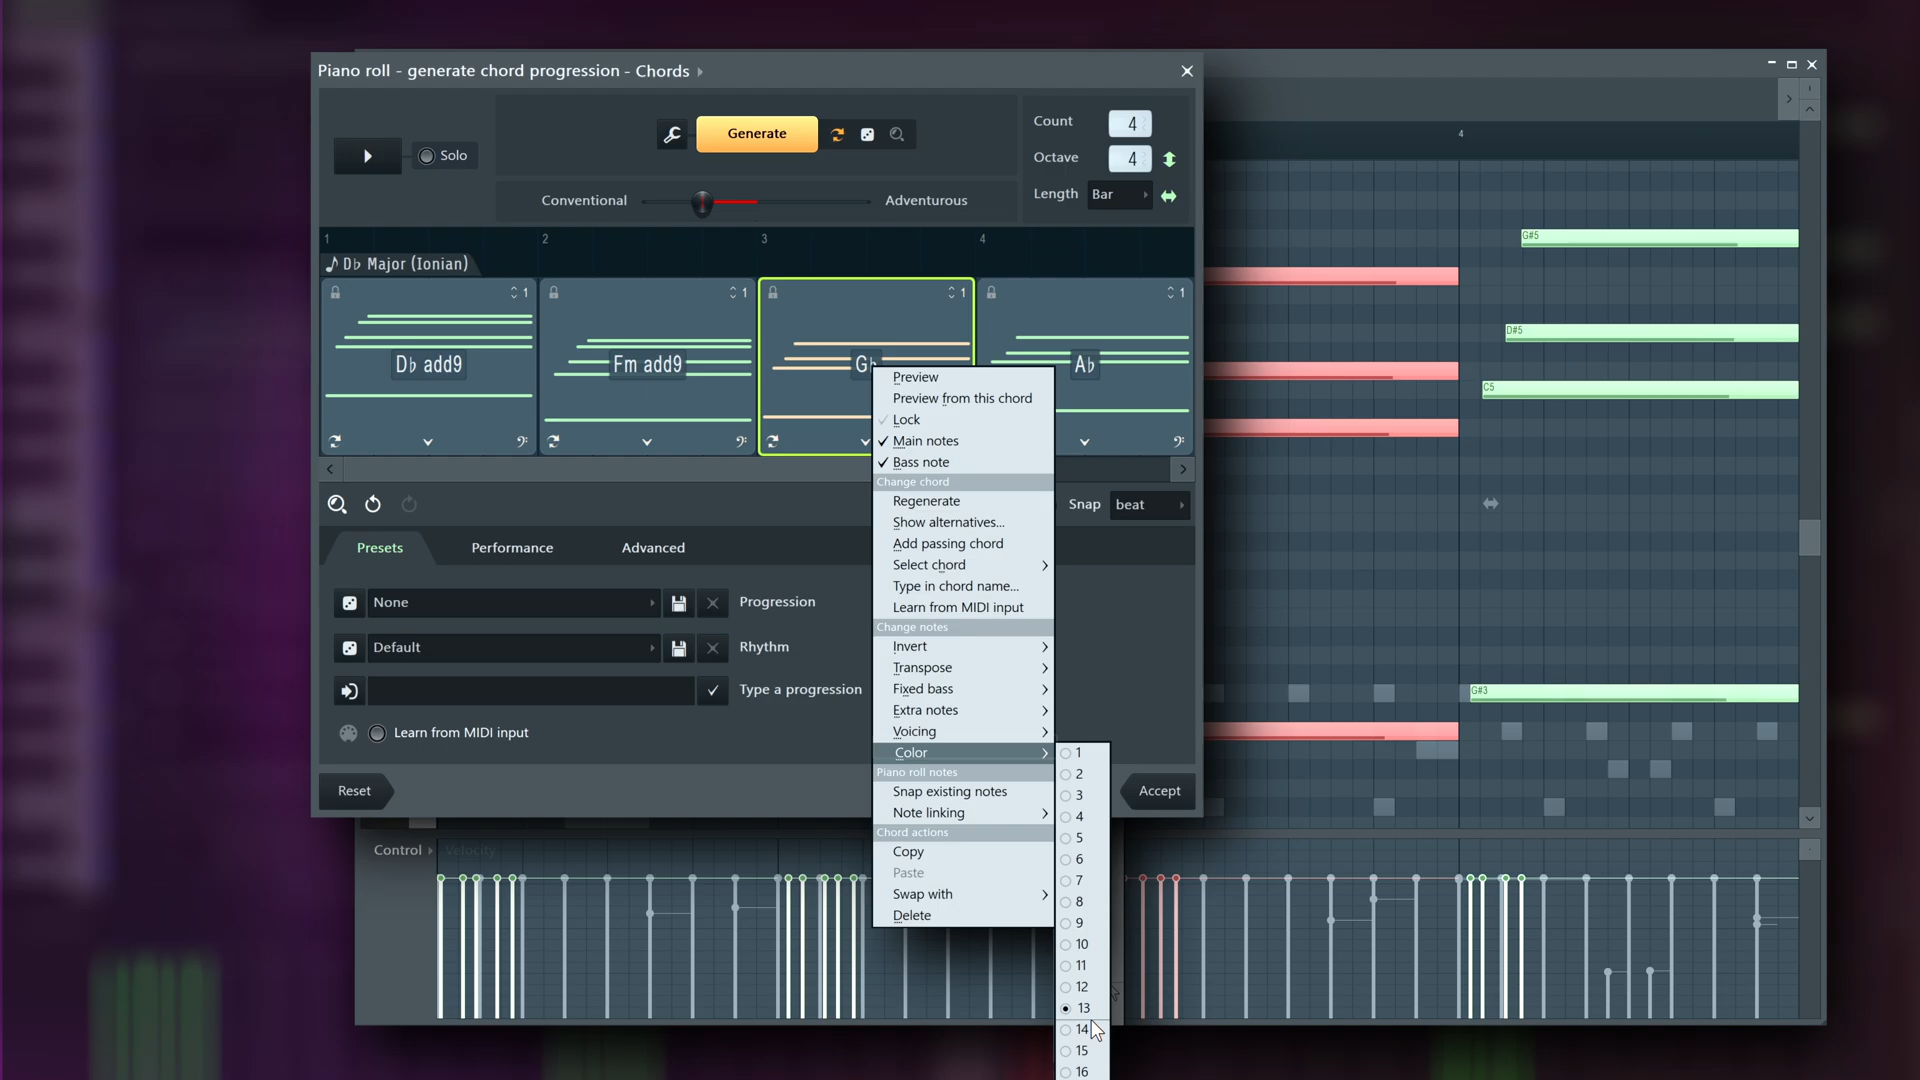 Piano roll - generate chord progression - Chords
Solo
Generate
Conventional
Adventurous
Count
4
Octave
4
Length
Bar
1
2
3
4
D♭ Major (Ionian)
1
1
1
1
D♭ add9
Fm add9
G♭
A♭
Snap
beat
Presets
Performance
Advanced
None
Progression
Default
Rhythm
Type a progression
Learn from MIDI input
Reset
Accept
Preview
Preview from this chord
Lock
Main notes
Bass note
Change chord
Regenerate
Show alternatives...
Add passing chord
Select chord
Type in chord name...
Learn from MIDI input
Change notes
Invert
Transpose
Fixed bass
Extra notes
Voicing
Color
Piano roll notes
Snap existing notes
Note linking
Chord actions
Copy
Paste
Swap with
Delete
1
2
3
4
5
6
7
8
9
10
11
12
13
14
15
16
4
G#5
D#5
C5
G#3
Control
Velocity